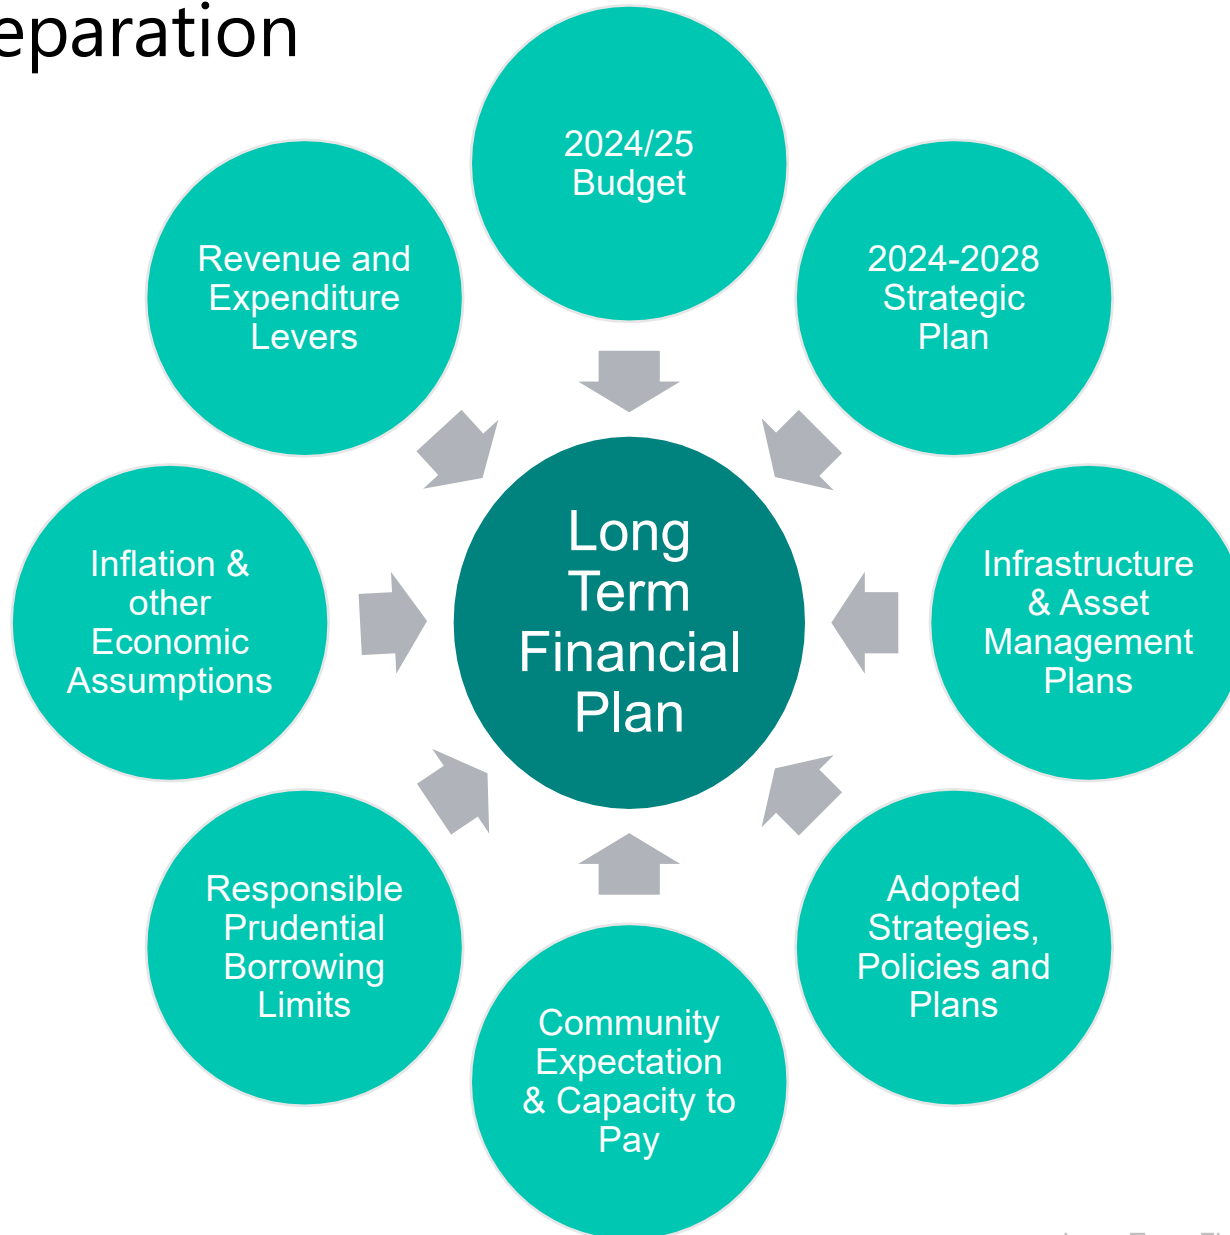 eparation
2024/25
Budget
2024-2028
Strategic
Plan
Infrastructure
& Asset
Management
Plans
Adopted
Strategies,
Policies and
Plans
Community
Expectation
& Capacity to
Pay
Responsible
Prudential
Borrowing
Limits
Inflation &
other
Economic
Assumptions
Revenue and
Expenditure
Levers
Long
Term
Financial
Plan